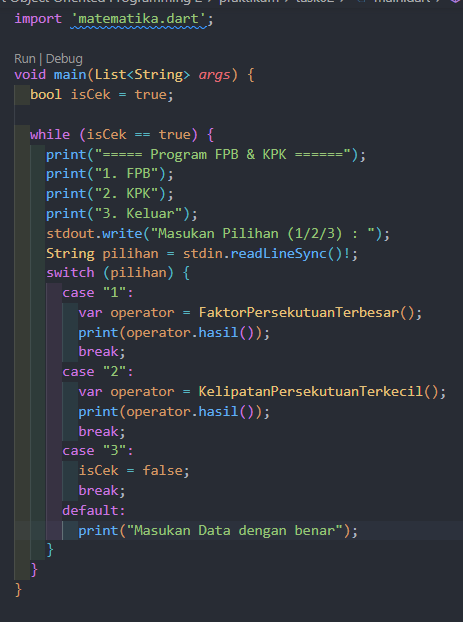 Object Oriented Programming 2 > praktikum >
import 'matematika.dart';
Run | Debug
void main(List<String> args) {
bool isCek = true;
while (isCek == true) {
print("===== Program FPB & KPK ======");
print("1. FPB");
print("2. KPK");
print("3. Keluar");
stdout.write("Masukan Pilihan (1/2/3) : ");
String pilihan = stdin.readLineSync()!;
switch (pilihan) {
case "1":
var operator = FaktorPersekutuanTerbesar();
print(operator.hasil());
break;
case "2":
var operator = KelipatanPersekutuanTerkecil();
print(operator.hasil());
break;
case "3":
isCek = false;
break;
default:
print("Masukan Data dengan benar");
}
}
}